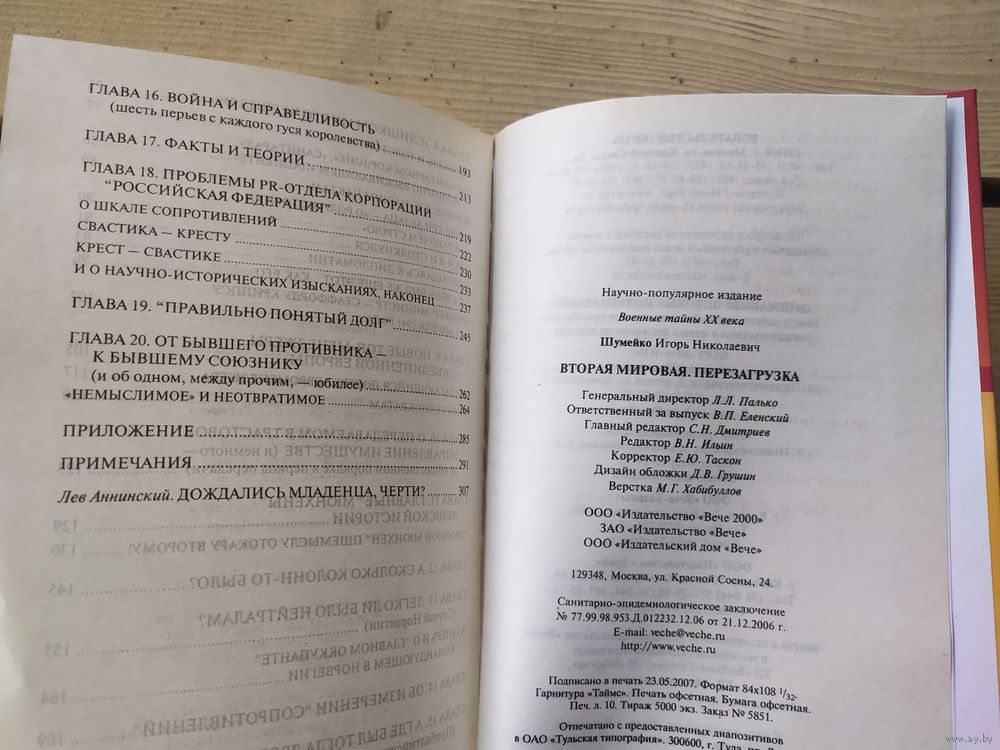 ГЛАВА 16. ВОЙНА И СПРАВЕДЛИВОСТЬ
(шесть перьев с каждого гуся королевства) 193
ГЛАВА 17. ФАКТЫ И ТЕОРИИ 213
ГЛАВА 18. ПРОБЛЕМЫ PR-ОТДЕЛА КОРПОРАЦИИ
“РОССИЙСКАЯ ФЕДЕРАЦИЯ” 219
О ШКАЛЕ СОПРОТИВЛЕНИЙ 222
СВАСТИКА — КРЕСТУ 230
КРЕСТ — СВАСТИКЕ 233
И О НАУЧНО-ИСТОРИЧЕСКИХ ИЗЫСКАНИЯХ, НАКОНЕЦ 237
ГЛАВА 19. “ПРАВИЛЬНО ПОНЯТЫЙ ДОЛГ” 245
ГЛАВА 20. ОТ БЫВШЕГО ПРОТИВНИКА —
К БЫВШЕМУ СОЮЗНИКУ
(и об одном, между прочим, — юбилее) 262
«НЕМЫСЛИМОЕ» И НЕОТВРАТИМОЕ 264
ПРИЛОЖЕНИЕ 285
ПРИМЕЧАНИЯ 291
Лев Аннинский. ДОЖДАЛИСЬ МЛАДЕНЦА, ЧЕРТИ? 307
Научно-популярное издание
Военные тайны XX века
Шумейко Игорь Николаевич
ВТОРАЯ МИРОВАЯ. ПЕРЕЗАГРУЗКА
Генеральный директор Л.Л. Палько
Ответственный за выпуск В.П. Еленский
Главный редактор С.Н. Дмитриев
Редактор В.Н. Ильин
Корректор Е.Ю. Таскон
Дизайн обложки Д.В. Грушин
Верстка М.Г. Хабибуллов
ООО «Издательство «Вече 2000»
ЗАО «Издательство «Вече»
ООО «Издательский дом «Вече»
129348, Москва, ул. Красной Сосны, 24.
Санитарно-эпидемиологическое заключение
№ 77.99.98.953.Д.012232.12.06 от 21.12.2006 г.
E-mail: veche@veche.ru
http://www.veche.ru
Подписано в печать 23.05.2007. Формат 84x108 1/32.
Гарнитура «Таймс». Печать офсетная. Бумага офсетная.
Печ. л. 10. Тираж 5000 экз. Заказ № 5851.
Отпечатано с предоставленных диапозитивов
в ОАО «Тульская типография». 300600, г. Тула, пр. Л
www.ay.by